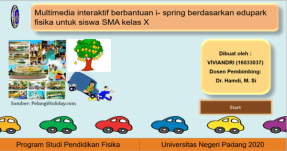 Multimedia interaktif berbantuan i- spring berdasarkan edupark
fisika untuk siswa SMA kelas X
Dibuat oleh :
VIVIANDRI (16033037)
Dosen Pembimbing:
Dr. Hamdi, M. Si
Sumber: Pelangiholiday.com
Start
Program Studi Pendidikan Fisika
Universitas Negeri Padang 2020